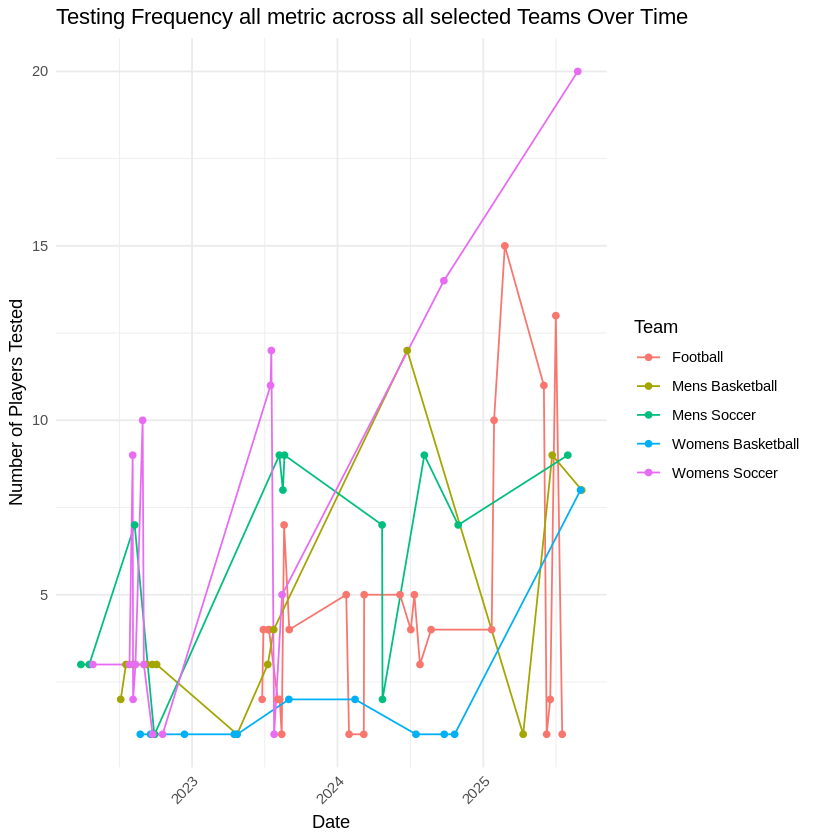 Testing Frequency all metric across all selected Teams Over Time
Number of Players Tested
20
15
10
5
2023
2024
2025
Date
Team
Football
Mens Basketball
Mens Soccer
Womens Basketball
Womens Soccer